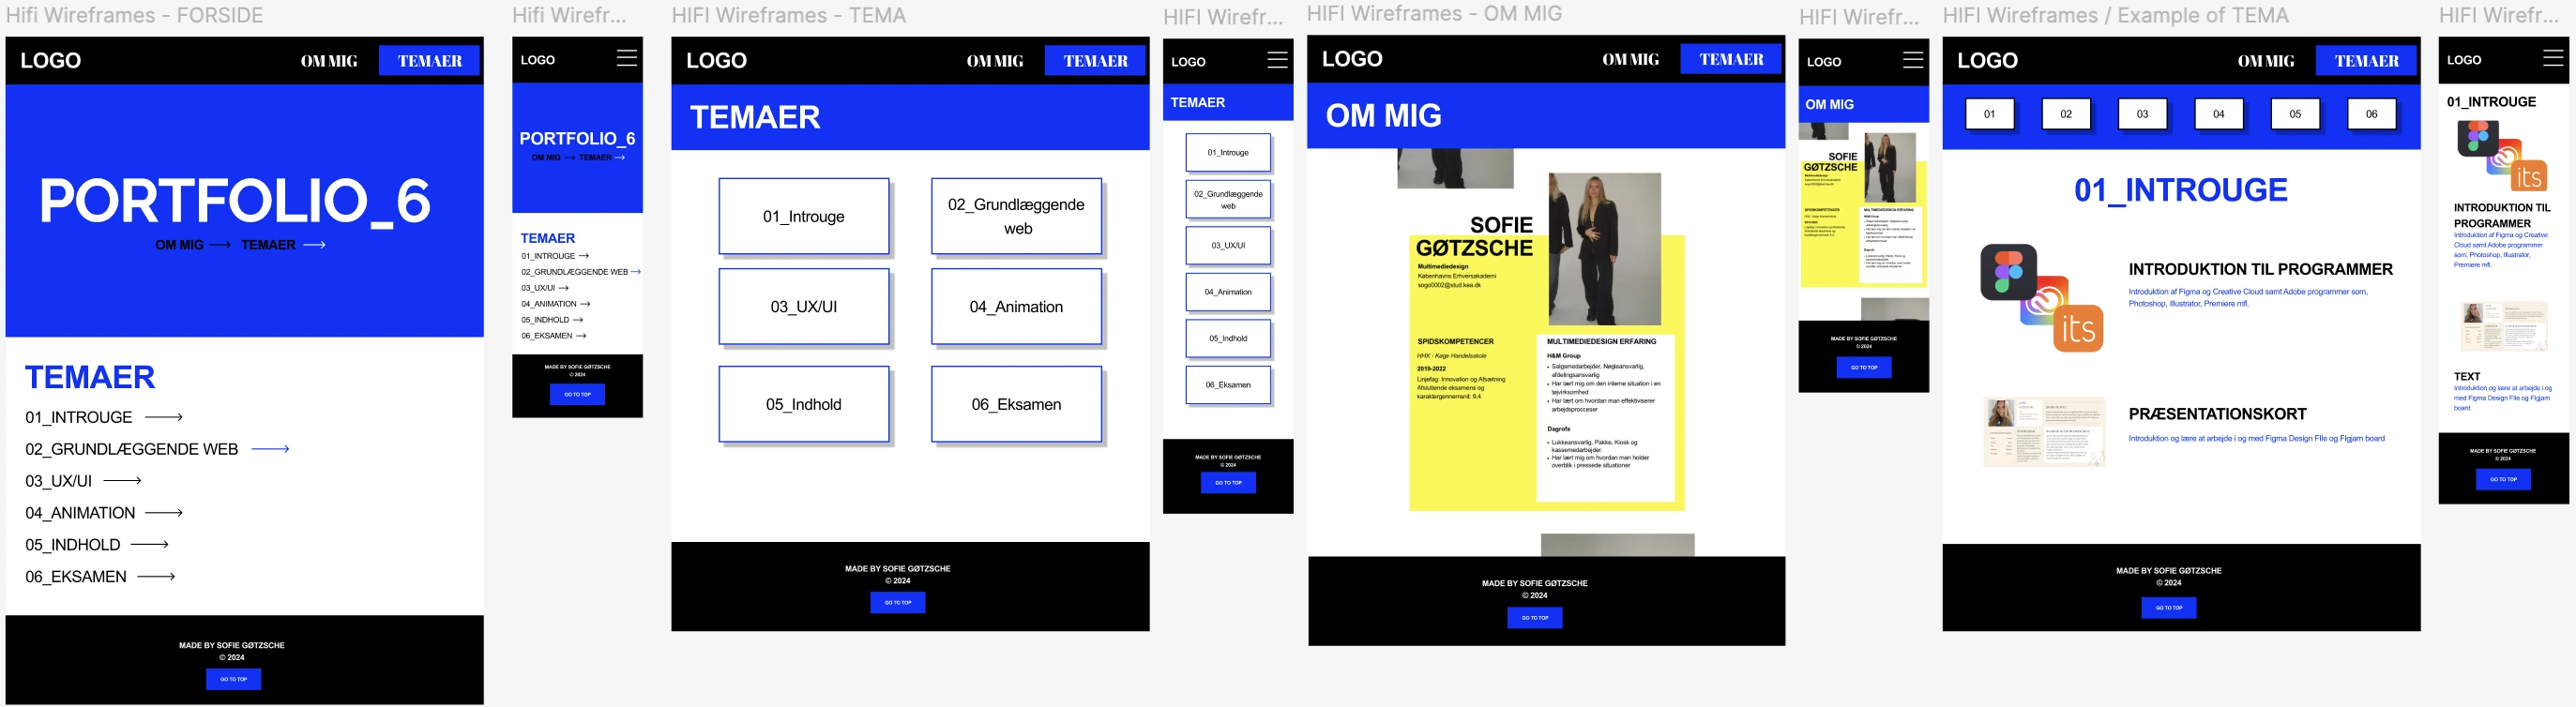 Hifi Wireframes - FORSIDE
LOGO
OM MIG
TEMAER
PORTFOLIO_6
OM MIG
TEMAER
TEMAER
01_INTROUGE
02_GRUNDLÆGGENDE WEB
03_UX/UI
04_ANIMATION
05_INDHOLD
06_EKSAMEN
MADE BY SOFIE GØTZSCHE
© 2024
GO TO TOP
Hifi Wirefr...
LOGO
PORTFOLIO_6
OM MIG
TEMAER
TEMAER
01_INTROUGE
02_GRUNDLÆGGENDE WEB
03_UX/UI
04_ANIMATION
05_INDHOLD
06_EKSAMEN
MADE BY SOFIE GØTZSCHE
© 2024
GO TO TOP
HIFI Wireframes - TEMA
LOGO
OM MIG
TEMAER
TEMAER
01_Introuge
02_Grundlæggende
web
03_UX/UI
04_Animation
05_Indhold
06_Eksamen
MADE BY SOFIE GØTZSCHE
© 2024
GO TO TOP
HIFI Wirefr...
LOGO
TEMAER
01_Introuge
02_Grundlæggende
web
03_UX/UI
04_Animation
05_Indhold
06_Eksamen
MADE BY SOFIE GØTZSCHE
© 2024
GO TO TOP
HIFI Wireframes - OM MIG
LOGO
OM MIG
TEMAER
OM MIG
SOFIE
GØTZSCHE
Multimediedesign
Københavns Erhversakademi
sogo0002@stud.kea.dk
SPIDSKOMPETENCER
HHX - Køge Handelsskole
2019-2022
Linjefag: Innovation og Afsætning
Afsluttende eksamens og
karaktergennemsnit: 9,4
MULTIMEDIEDESIGN ERFARING
H&M Group
Salgsmedarbejder, Nøgleansvarlig,
afdelingsansvarlig
Har lært mig om den interne situation i en
tøjvirksomhed
Har lært om hvordan man effektiviserer
arbejdsprocceser
Dagrofa
Lukkeansvarlig, Pakke, Kiosk og
kassemedarbejder.
Har lært mig om hvordan man holder
overblik i pressede situationer
MADE BY SOFIE GØTZSCHE
© 2024
GO TO TOP
HIFI Wirefr...
LOGO
OM MIG
SOFIE
GØTZSCHE
Multimediedesign
SPIDSKOMPETENCER
MULTIMEDIEDESIGN ERFARING
H&M Group
Dagrofa
MADE BY SOFIE GØTZSCHE
© 2024
GO TO TOP
HIFI Wireframes / Example of TEMA
LOGO
OM MIG
TEMAER
01
02
03
04
05
06
01_INTROUGE
its
INTRODUKTION TIL PROGRAMMER
Introduktion af Figma og Creative Cloud samt Adobe programmer som,
Photoshop, Illustrator, Premiere mfl.
PRÆSENTATIONSKORT
Introduktion og lære at arbejde i og med Figma Design FIle og FIgjam board
MADE BY SOFIE GØTZSCHE
© 2024
GO TO TOP
HIFI Wirefr...
LOGO
01_INTROUGE
its
INTRODUKTION TIL
PROGRAMMER
Introduktion af Figma og Creative
Cloud samt Adobe programmer
som, Photoshop, Illustrator,
Premiere mfl.
TEXT
Introduktion og lære at arbejde i og
med Figma Design FIle og FIgjam
board
MADE BY SOFIE GØTZSCHE
© 2024
GO TO TOP